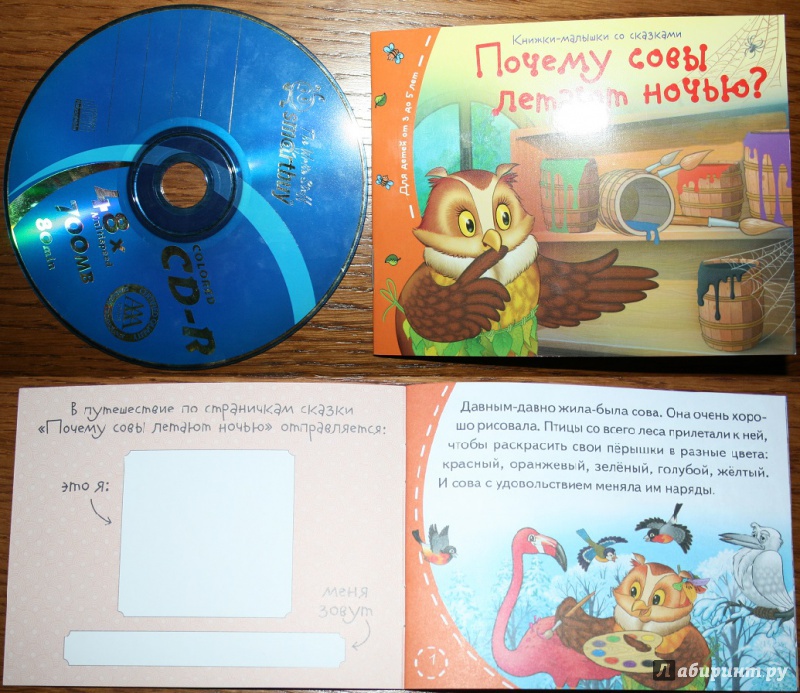 Smartbuy
COLORED
CD-R
48x
700MB
80min
Книжки-малышки со сказками
Почему совы
летают ночью?
Для детей от 3 до 5 лет
В путешествие по страничкам сказки
«Почему совы летают ночью» отправляется:
это я:
меня
зовут
Давным-давно жила-была сова. Она очень хоро-
шо рисовала. Птицы со всего леса прилетали к ней,
чтобы раскрасить свои пёрышки в разные цвета:
красный, оранжевый, зелёный, голубой, жёлтый.
И сова с удовольствием меняла им наряды.
1
Лабиринт.ру